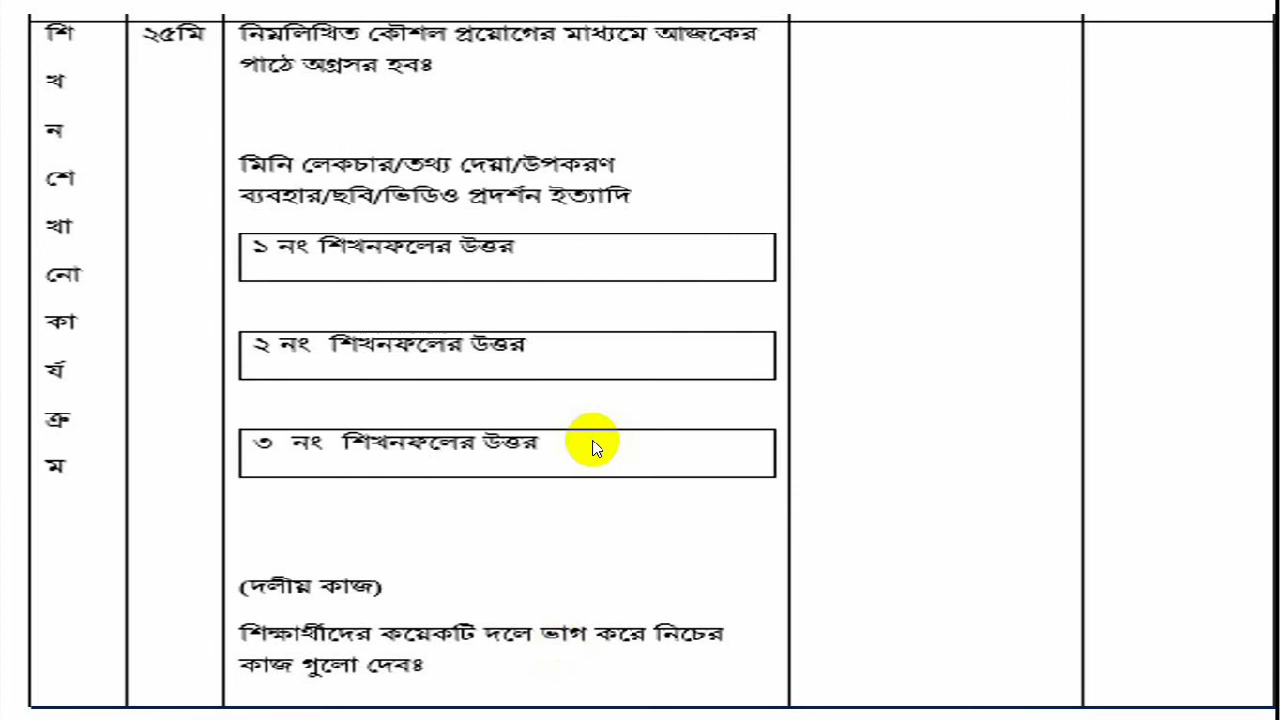 শি
খ
ন
শে
খা
নো
কা
র্য
ক্র
ম
২৫মি
নিম্নলিখিত কৌশল প্রয়োগের মাধ্যমে আজকের
পাঠে অগ্রসর হবঃ
মিনি লেকচার/তথ্য দেয়া/উপকরণ
ব্যবহার/ছবি/ভিডিও প্রদর্শন ইত্যাদি
১ নং শিখনফলের উত্তর
২ নং শিখনফলের উত্তর
৩ নং শিখনফলের উত্তর
(দলীয় কাজ)
শিক্ষার্থীদের কয়েকটি দলে ভাগ করে নিচের
কাজ গুলো দেবঃ